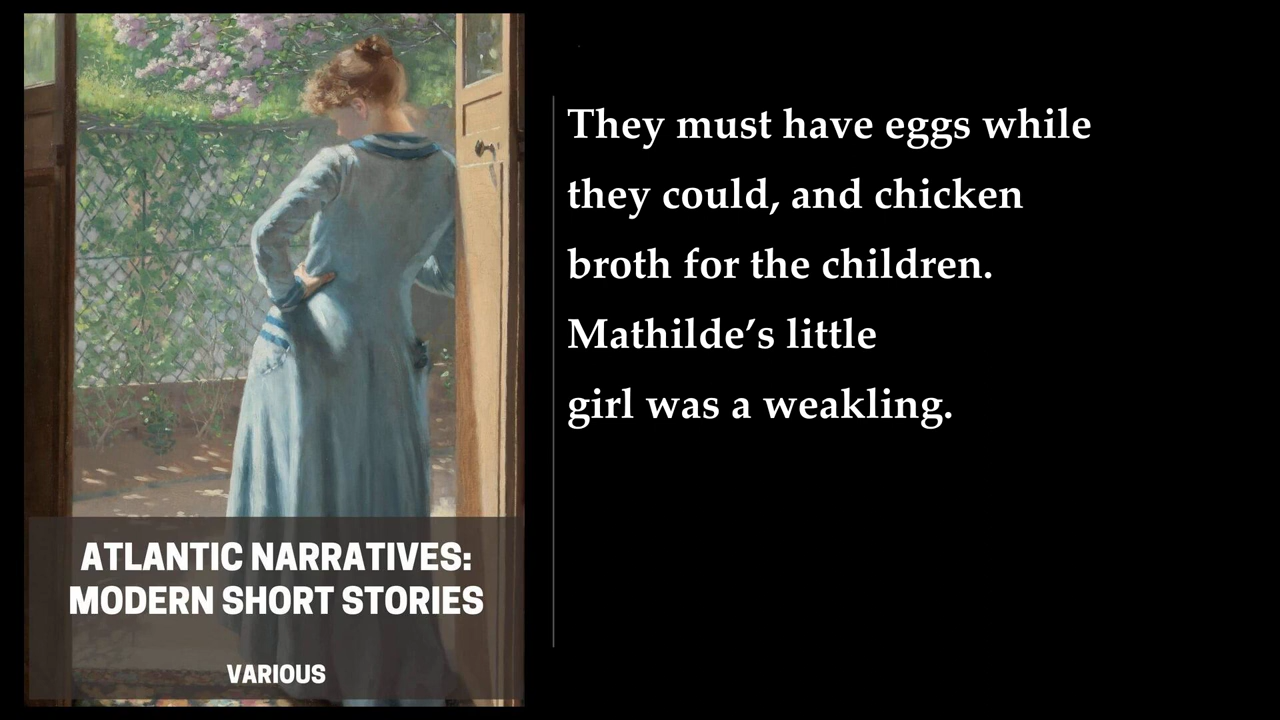 They must have eggs while
they could, and chicken
broth for the children.
Mathilde’s little
girl was a weakling.
ATLANTIC NARRATIVES:
MODERN SHORT STORIES
VARIOUS